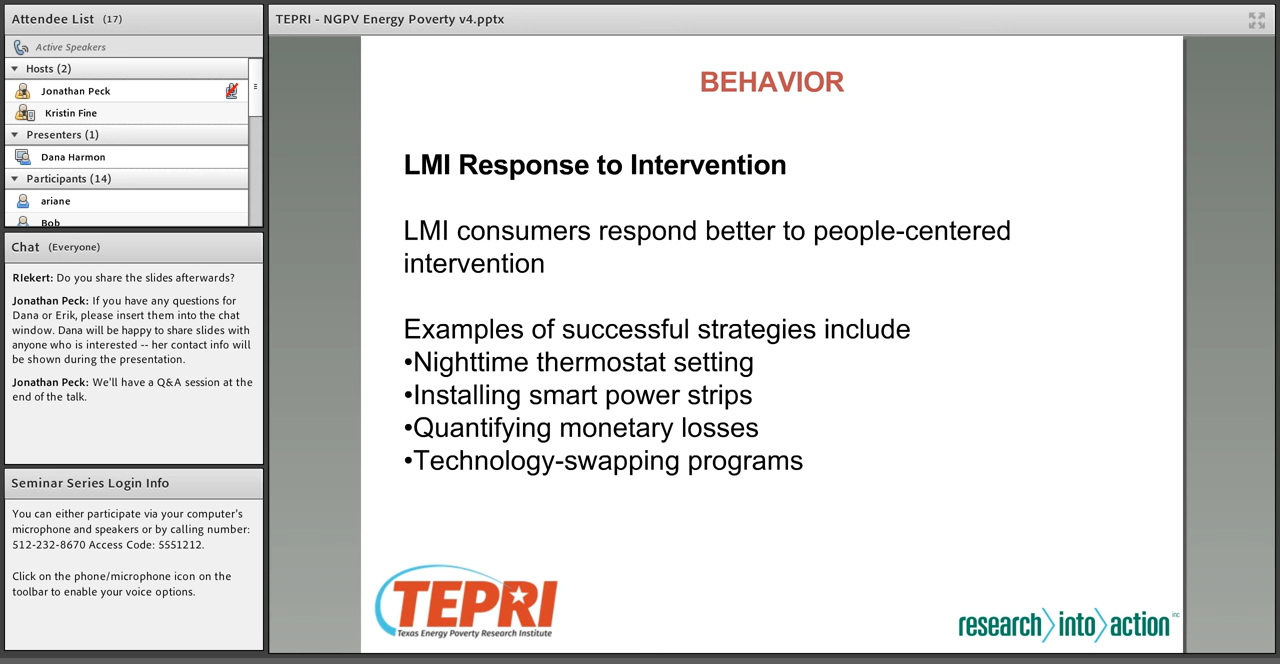 Attendee List (17)
Active Speakers
Hosts (2)
Jonathan Peck
Kristin Fine
Presenters (1)
Dana Harmon
Participants (14)
ariane
Bob
Chat (Everyone)
RIekert: Do you share the slides afterwards?
Jonathan Peck: If you have any questions for
Dana or Erik, please insert them into the chat
window. Dana will be happy to share slides with
anyone who is interested -- her contact info will
be shown during the presentation.
Jonathan Peck: We'll have a Q&A session at the
end of the talk.
Seminar Series Login Info
You can either participate via your computer's
microphone and speakers or by calling number:
512-232-8670 Access Code: 5551212.
Click on the phone/microphone icon on the
toolbar to enable your voice options.
TEPRI - NGPV Energy Poverty v4.pptx
BEHAVIOR
LMI Response to Intervention
LMI consumers respond better to people-centered
intervention
Examples of successful strategies include
•Nighttime thermostat setting
•Installing smart power strips
•Quantifying monetary losses
•Technology-swapping programs
TEPRI
Texas Energy Poverty Research Institute
research into action inc